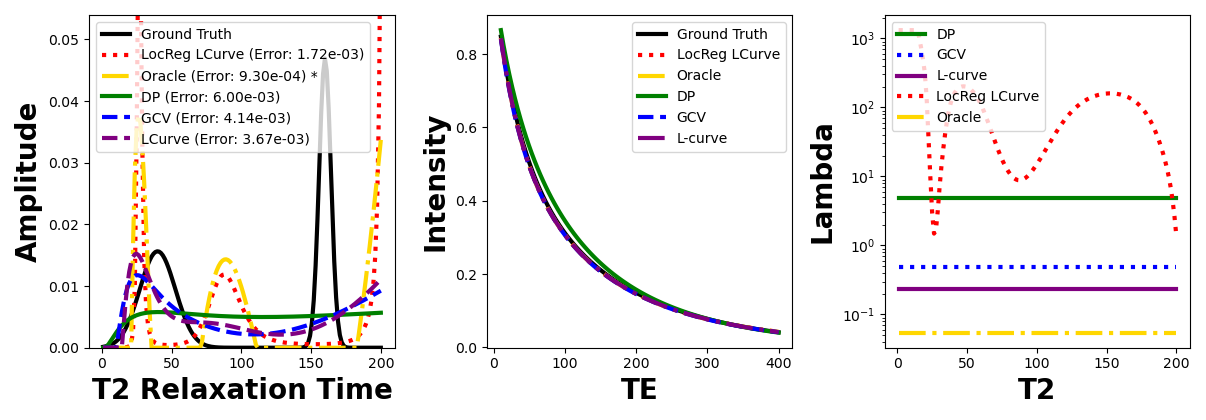 Amplitude
0.05
0.04
0.03
0.02
0.01
0.00
Ground Truth
LocReg LCurve (Error: 1.72e-03)
Oracle (Error: 9.30e-04) *
DP (Error: 6.00e-03)
GCV (Error: 4.14e-03)
LCurve (Error: 3.67e-03)
0 50 100 150 200
T2 Relaxation Time
Intensity
0.8
0.6
0.4
0.2
0.0
Ground Truth
LocReg LCurve
Oracle
DP
GCV
L-curve
0 100 200 300 400
TE
Lambda
10³
10²
10¹
10⁰
10⁻¹
DP
GCV
L-curve
LocReg LCurve
Oracle
0 50 100 150 200
T2